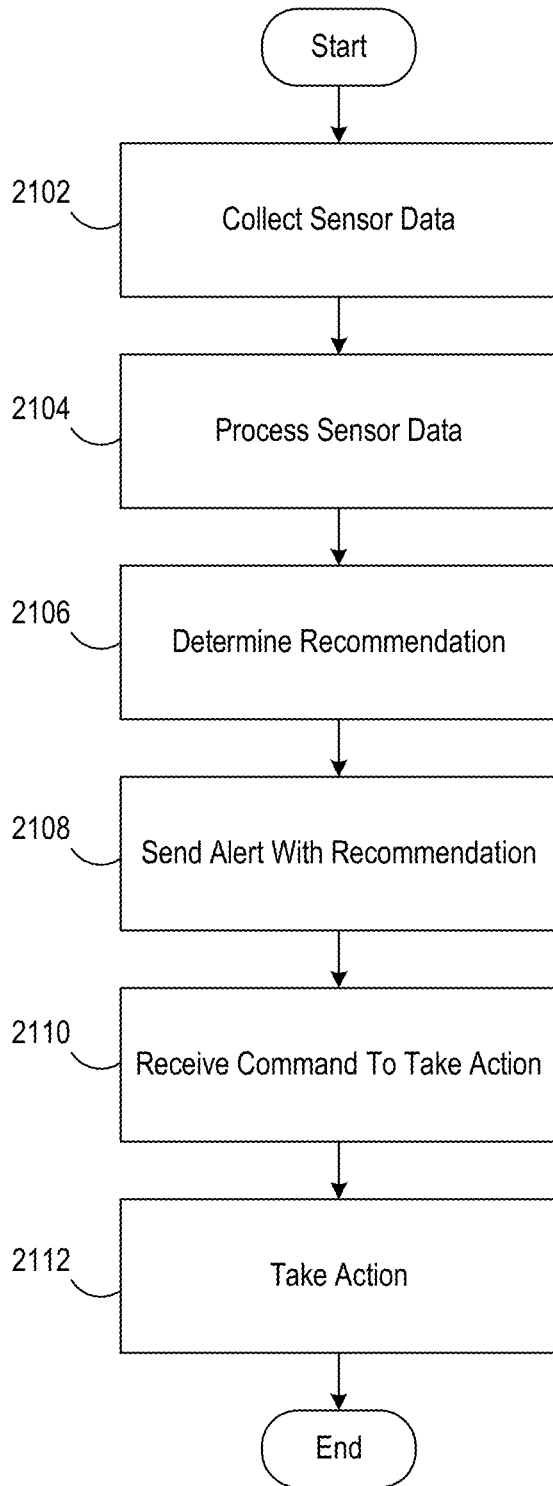 Start
2102
Collect Sensor Data
2104
Process Sensor Data
2106
Determine Recommendation
2108
Send Alert With Recommendation
2110
Receive Command To Take Action
2112
Take Action
End